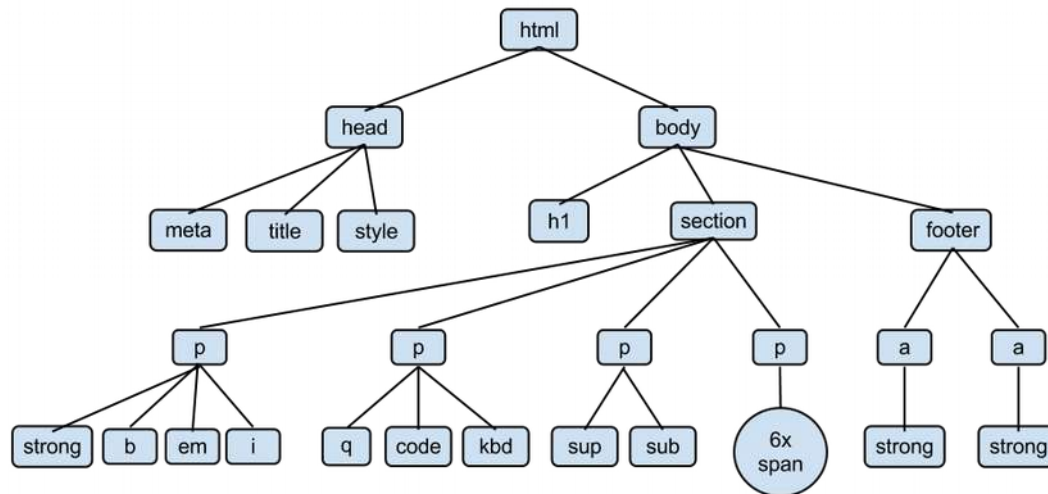 html
head
body
meta
title
style
h1
section
footer
p
p
p
p
a
a
strong
b
em
i
q
code
kbd
sup
sub
6x
span
strong
strong